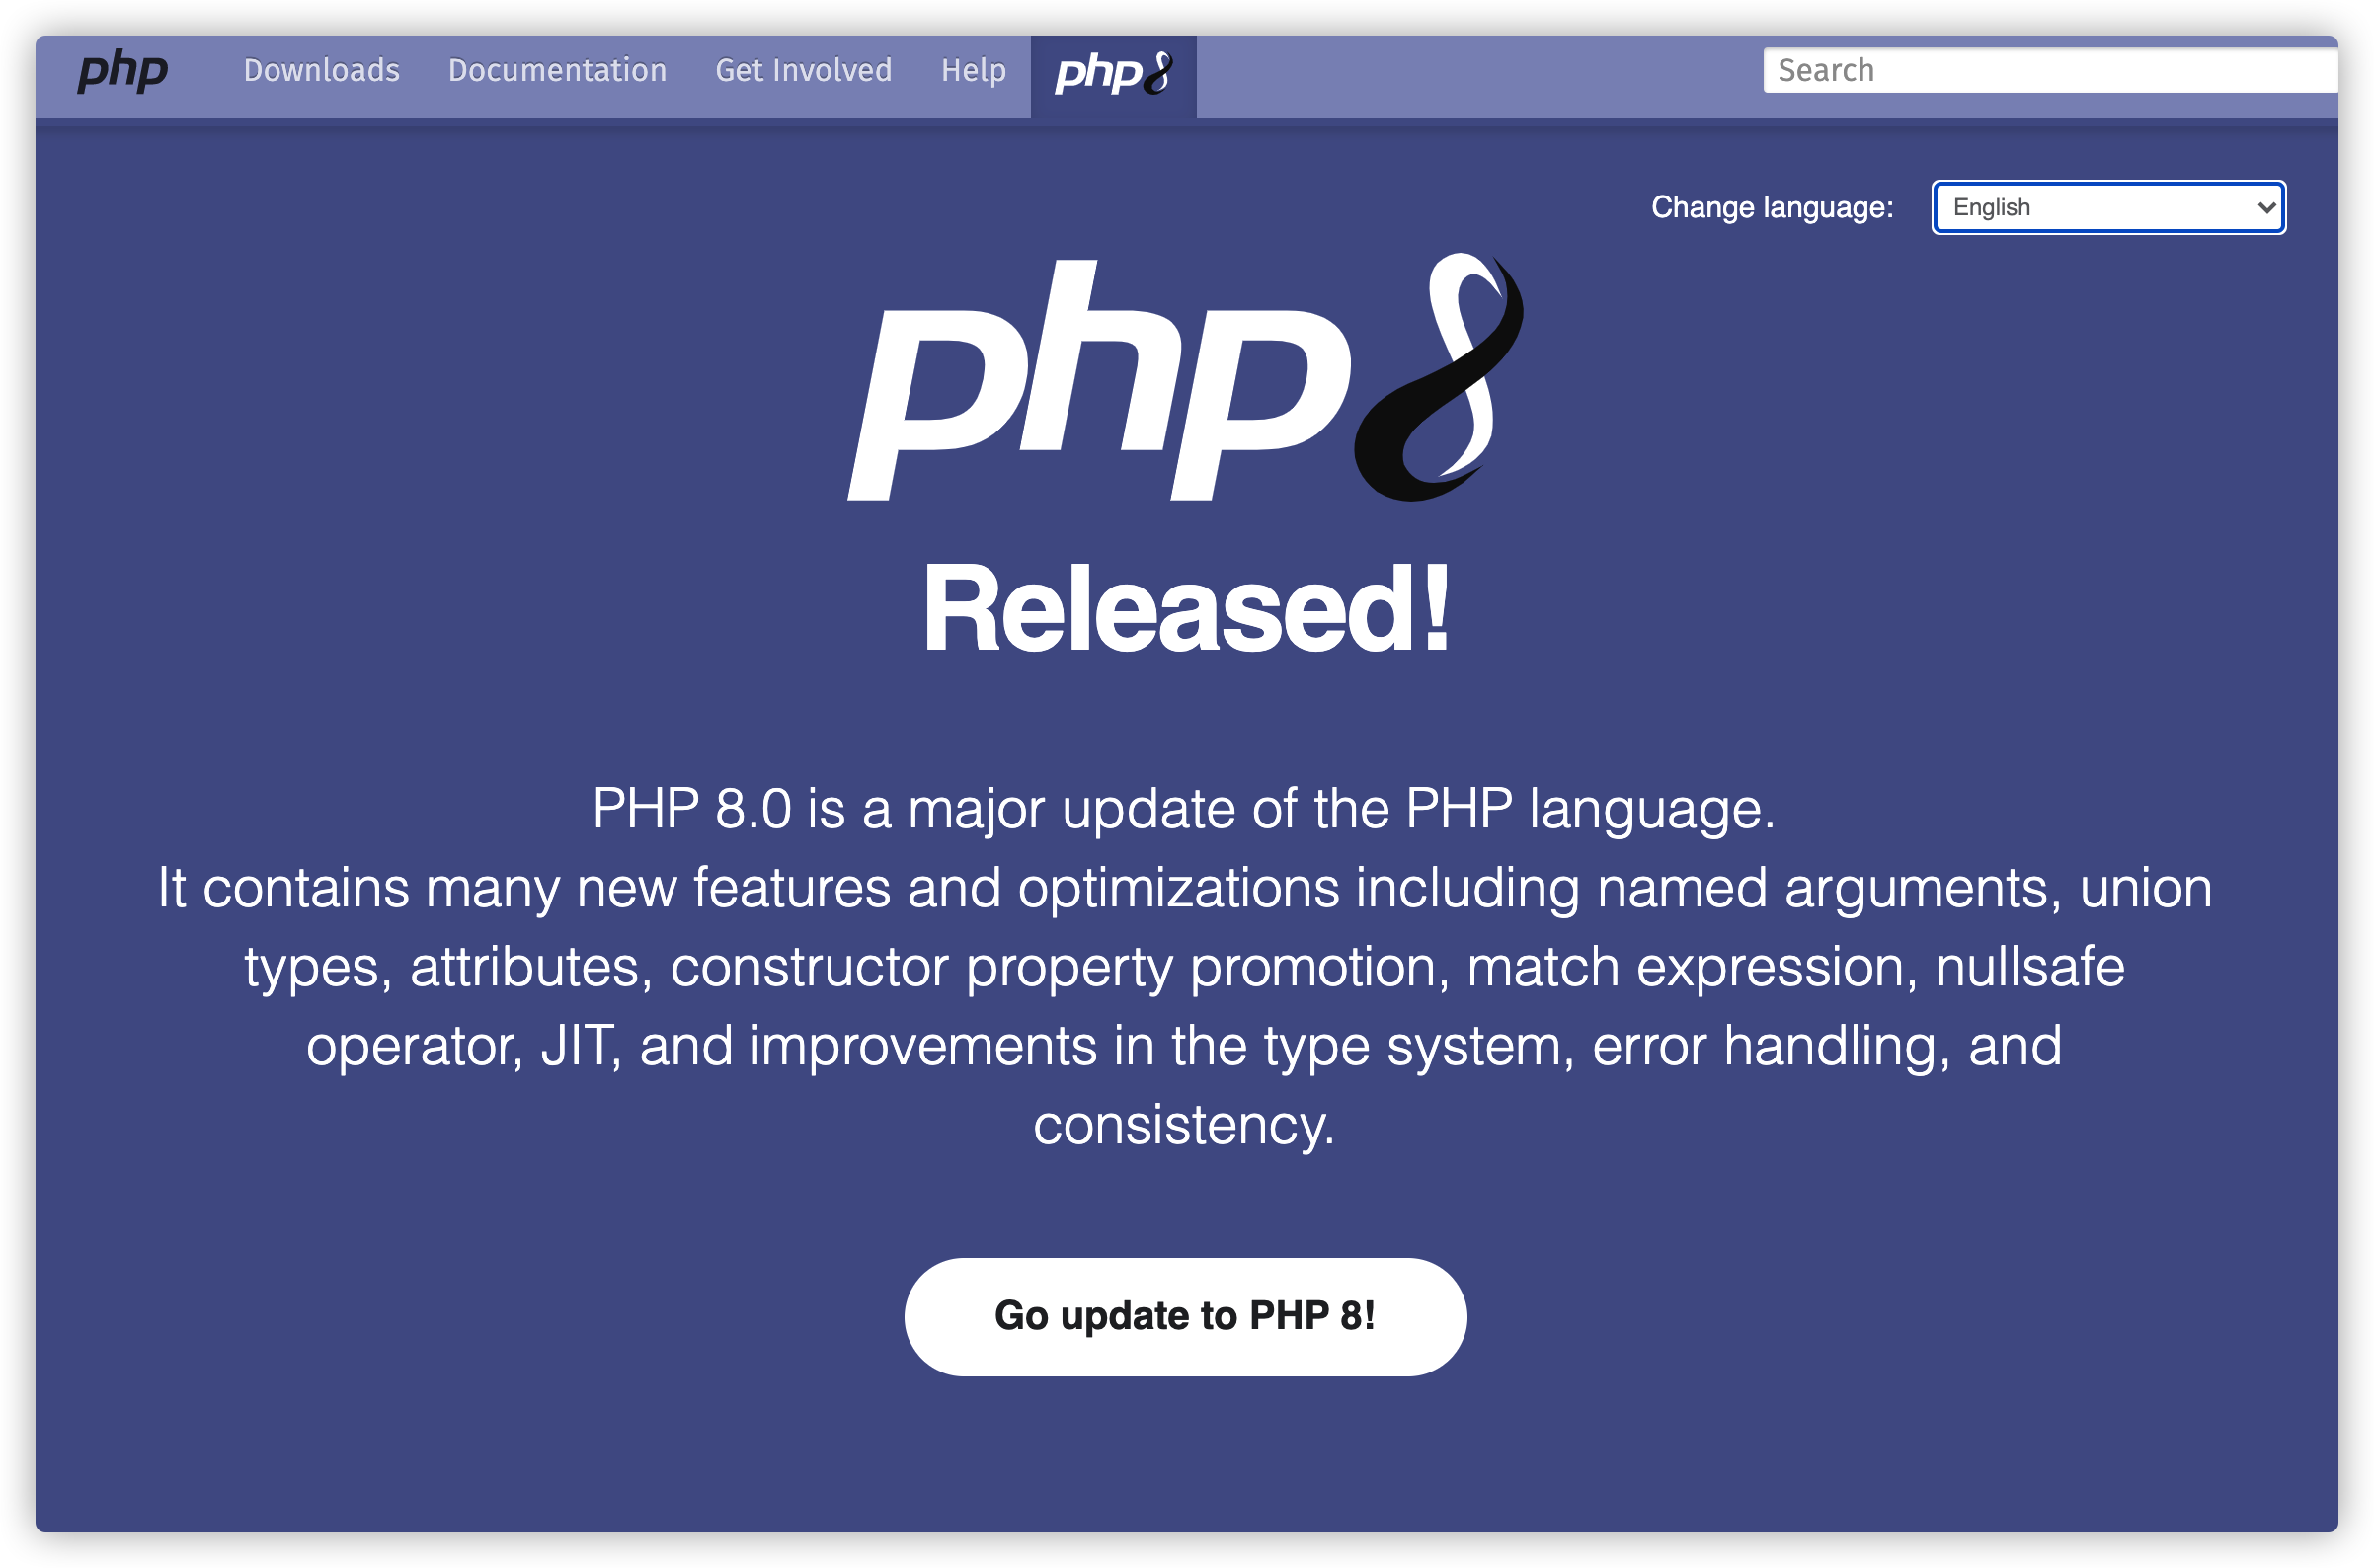 php Downloads Documentation Get Involved Help php8 Search
Change language: English
php8
Released!
PHP 8.0 is a major update of the PHP language.
It contains many new features and optimizations including named arguments, union
types, attributes, constructor property promotion, match expression, nullsafe
operator, JIT, and improvements in the type system, error handling, and
consistency.
Go update to PHP 8!